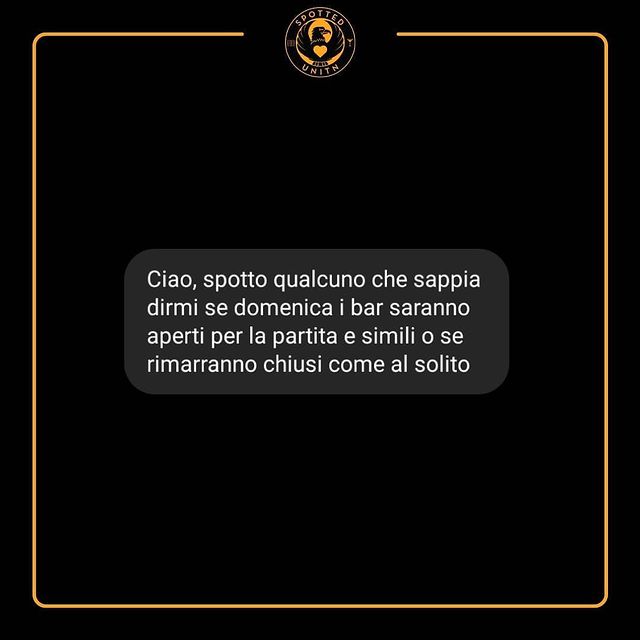 SPOTTED
UNITN
Ciao, spotto qualcuno che sappia
dirmi se domenica i bar saranno
aperti per la partita e simili o se
rimarranno chiusi come al solito